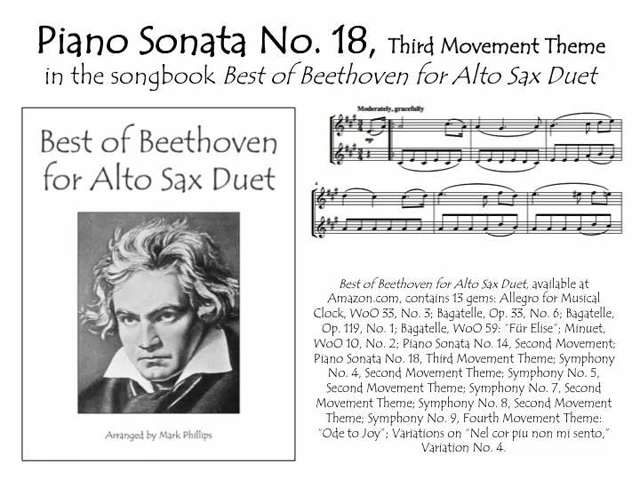 Piano Sonata No. 18, Third Movement Theme
in the songbook Best of Beethoven for Alto Sax Duet
Best of Beethoven
for Alto Sax Duet
Arranged by Mark Phillips
Moderately, gracefully
mp
4
Best of Beethoven for Alto Sax Duet, available at
Amazon.com, contains 13 gems: Allegro for Musical
Clock, WoO 33, No. 3; Bagatelle, Op. 33, No. 6; Bagatelle,
Op. 119, No. 1; Bagatelle, WoO 59: "Für Elise"; Minuet,
WoO 10, No. 2; Piano Sonata No. 14, Second Movement;
Piano Sonata No. 18, Third Movement Theme; Symphony
No. 4, Second Movement Theme; Symphony No. 5,
Second Movement Theme; Symphony No. 7, Second
Movement Theme; Symphony No. 8, Second Movement
Theme; Symphony No. 9, Fourth Movement Theme:
"Ode to Joy"; Variations on "Nel cor piu non mi sento,"
Variation No. 4.